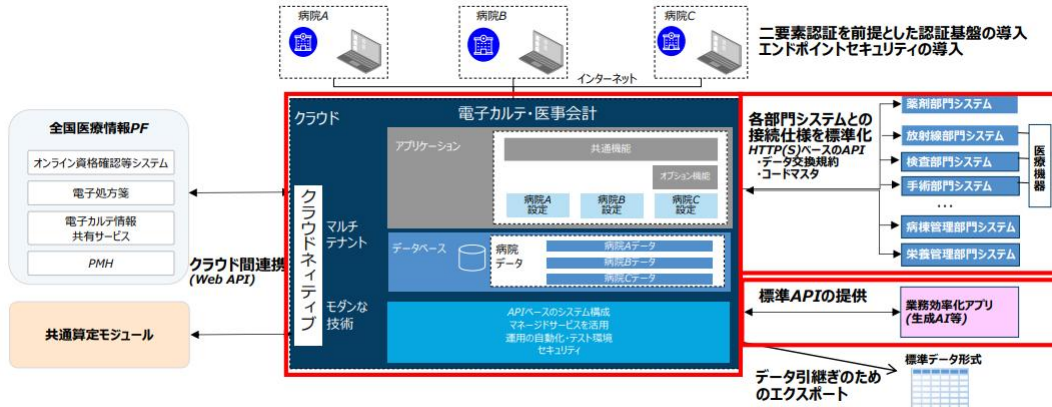 病院A
病院B
病院C
二要素認証を前提とした認証基盤の導入
エンドポイントセキュリティの導入
インターネット
全国医療情報PF
オンライン資格確認等システム
電子処方箋
電子カルテ情報
共有サービス
PMH
共通算定モジュール
クラウド間連携
(Web API)
クラウド
電子カルテ・医事会計
クラウドネイティブ
マルチ
テナント
モダンな
技術
アプリケーション
共通機能
オプション機能
病院A
設定
病院B
設定
病院C
設定
データベース
病院
データ
病院Aデータ
病院Bデータ
病院Cデータ
APIベースのシステム構成
マネージドサービスを活用
運用の自動化・テスト環境
セキュリティ
各部門システムとの
接続仕様を標準化
HTTP(S)ベースのAPI
・データ交換規約
・コードマスタ
薬剤部門システム
放射線部門システム
検査部門システム
手術部門システム
...
病棟管理部門システム
栄養管理部門システム
医療機器
標準APIの提供
業務効率化アプリ
(生成AI等)
データ引継ぎのため
のエクスポート
標準データ形式